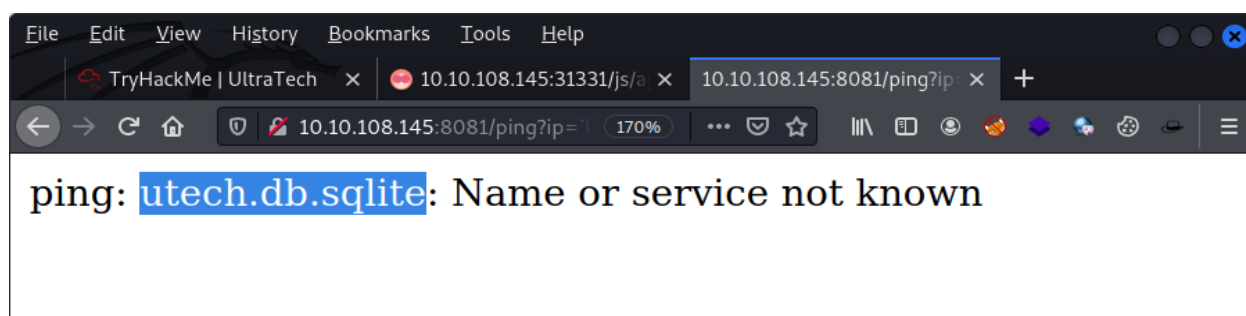 File Edit View History Bookmarks Tools Help
TryHackMe | UltraTech
10.10.108.145:31331/js/a
10.10.108.145:8081/ping?ip=
10.10.108.145:8081/ping?ip=`
170%
ping: utech.db.sqlite: Name or service not known